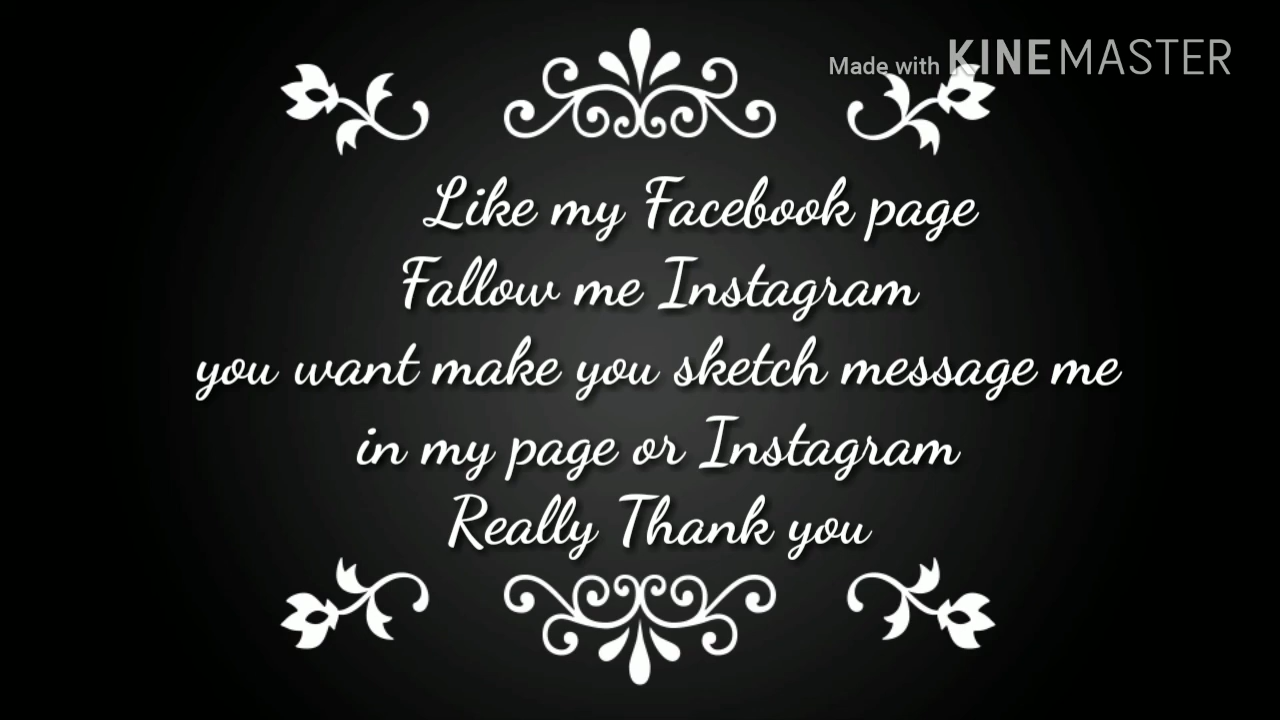 Made with KINEMASTER
Like my Facebook page
Fallow me Instagram
you want make you sketch message me
in my page or Instagram
Really Thank you